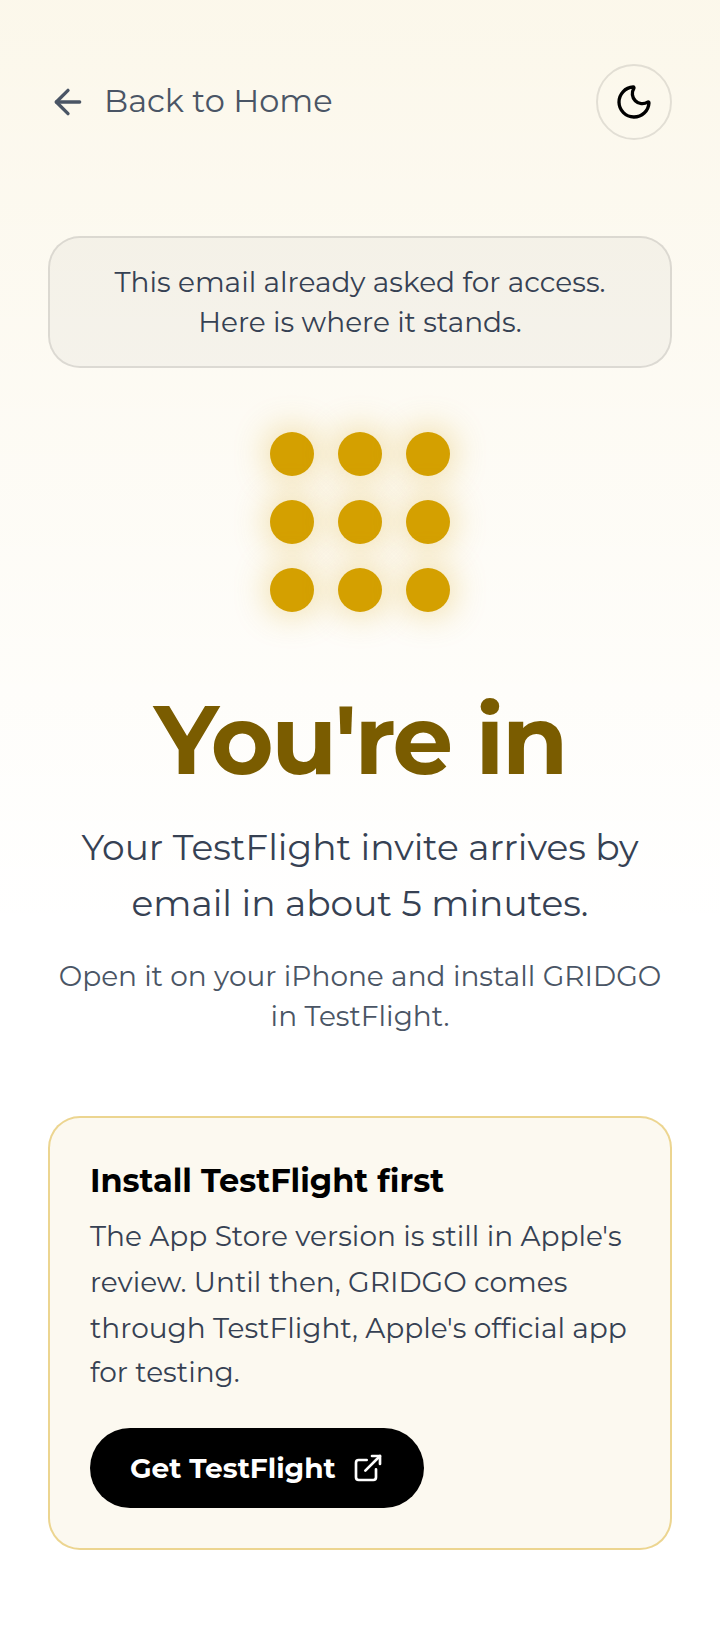 Back to Home
This email already asked for access.
Here is where it stands.
You're in
Your TestFlight invite arrives by
email in about 5 minutes.
Open it on your iPhone and install GRIDGO
in TestFlight.
Install TestFlight first
The App Store version is still in Apple's
review. Until then, GRIDGO comes
through TestFlight, Apple's official app
for testing.
Get TestFlight